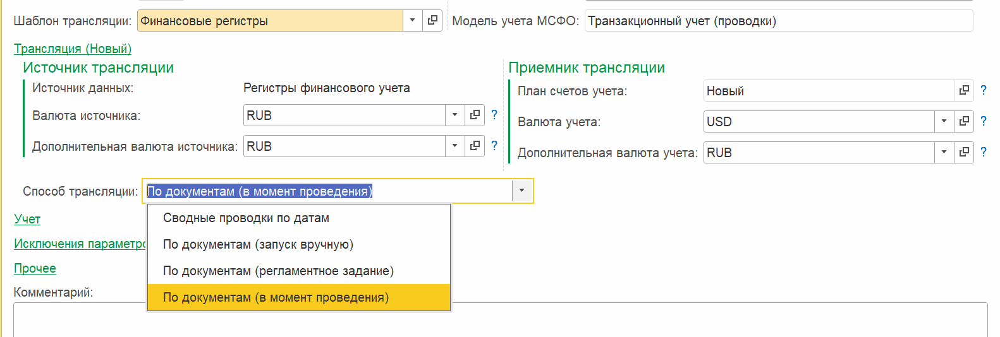 Шаблон трансляции: Финансовые регистры Модель учета МСФО: Транзакционный учет (проводки)
Трансляция (Новый)
Источник трансляции
Источник данных: Регистры финансового учета
Валюта источника: RUB ?
Дополнительная валюта источника: RUB ?
Приемник трансляции
План счетов учета: Новый ?
Валюта учета: USD ?
Дополнительная валюта учета: RUB ?
Способ трансляции: По документам (в момент проведения)
Сводные проводки по датам
По документам (запуск вручную)
По документам (регламентное задание)
По документам (в момент проведения)
Учет
Исключения параметро
Прочее
Комментарий: